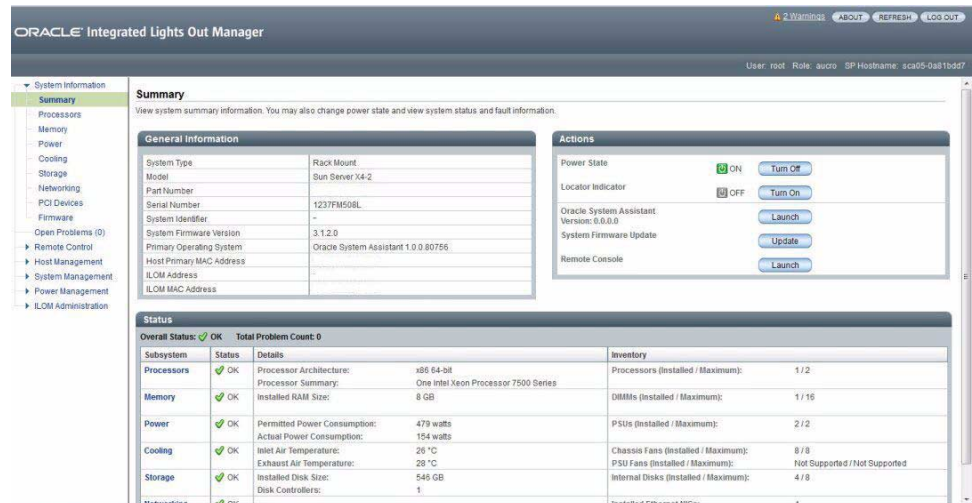 2 Warnings ABOUT REFRESH LOG OUT
ORACLE Integrated Lights Out Manager
User: root Role: aucro SP Hostname: sca05-0a81bdd7
System Information
Summary
Processors
Memory
Power
Cooling
Storage
Networking
PCI Devices
Firmware
Open Problems (0)
Remote Control
Host Management
System Management
Power Management
ILOM Administration
Summary
View system summary information. You may also change power state and view system status and fault information.
General Information
System Type Rack Mount
Model Sun Server X4-2
Part Number
Serial Number 1237FM508L
System Identifier -
System Firmware Version 3.1.2.0
Primary Operating System Oracle System Assistant 1.0.0.80756
Host Primary MAC Address
ILOM Address
ILOM MAC Address
Actions
Power State ON Turn Off
Locator Indicator OFF Turn On
Oracle System Assistant
Version: 0.0.0.0 Launch
System Firmware Update Update
Remote Console Launch
Status
Overall Status: OK Total Problem Count: 0
Subsystem Status Details Inventory
Processors OK Processor Architecture: x86 64-bit Processors (Installed / Maximum): 1 / 2
Processor Summary: One Intel Xeon Processor 7500 Series
Memory OK Installed RAM Size: 8 GB DIMMs (Installed / Maximum): 1 / 16
Power OK Permitted Power Consumption: 479 watts PSUs (Installed / Maximum): 2 / 2
Actual Power Consumption: 154 watts
Cooling OK Inlet Air Temperature: 26 °C Chassis Fans (Installed / Maximum): 8 / 8
Exhaust Air Temperature: 28 °C PSU Fans (Installed / Maximum): Not Supported / Not Supported
Storage OK Installed Disk Size: 546 GB Internal Disks (Installed / Maximum): 4 / 8
Disk Controllers: 1